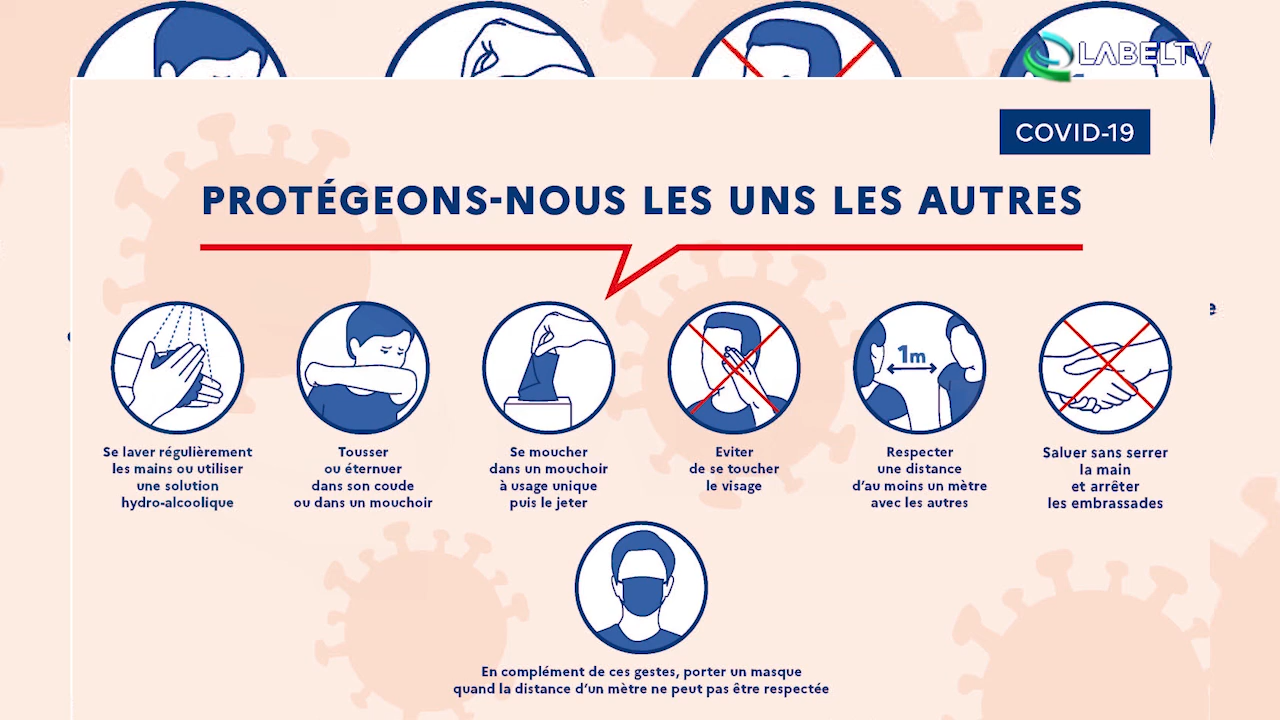 LABELTV
COVID-19
PROTÉGEONS-NOUS LES UNS LES AUTRES
1m
Se laver régulièrement
les mains ou utiliser
une solution
hydro-alcoolique
Tousser
ou éternuer
dans son coude
ou dans un mouchoir
Se moucher
dans un mouchoir
à usage unique
puis le jeter
Eviter
de se toucher
le visage
Respecter
une distance
d'au moins un mètre
avec les autres
Saluer sans serrer
la main
et arrêter
les embrassades
En complément de ces gestes, porter un masque
quand la distance d'un mètre ne peut pas être respectée